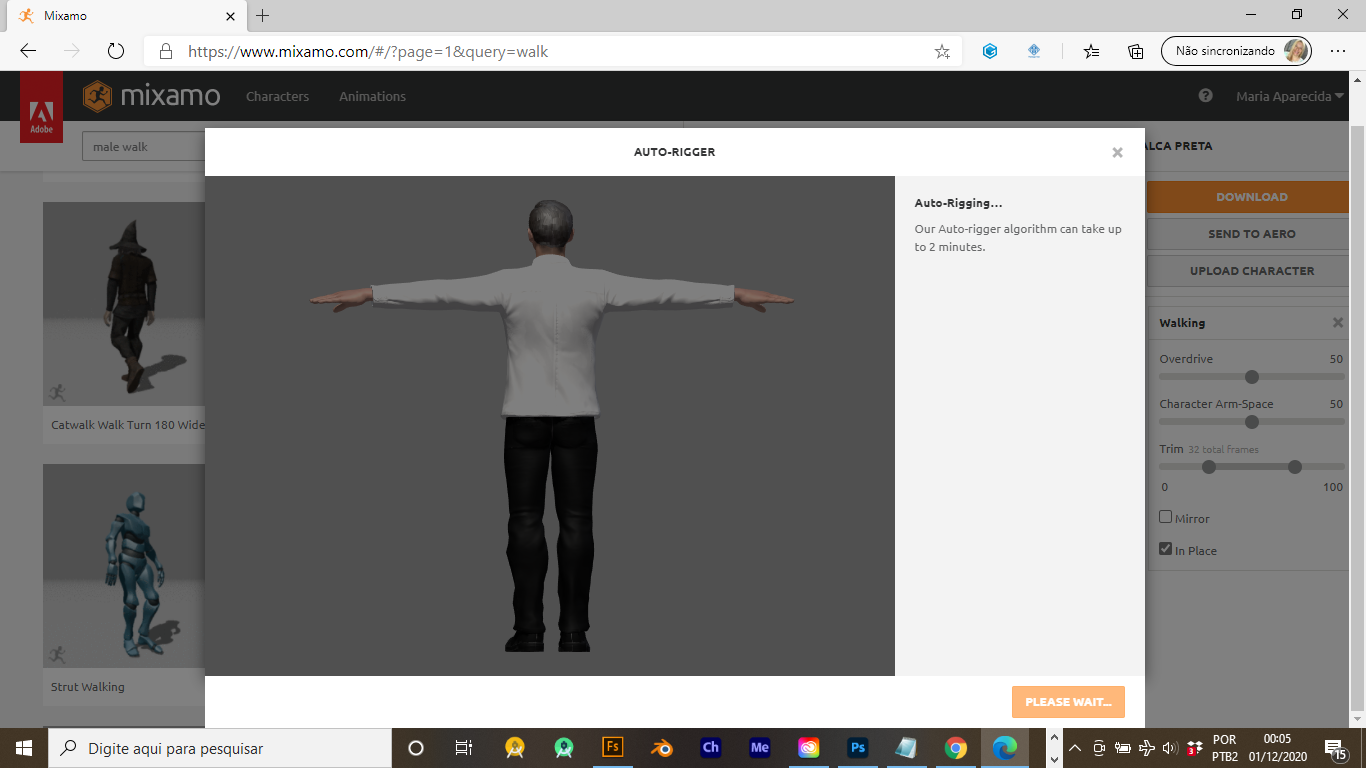 Mixamo
https://www.mixamo.com/#/?page=1&query=walk
Não sincronizando
Adobe
mixamo
Characters
Animations
Maria Aparecida
male walk
AUTO-RIGGER
ALCA PRETA
Auto-Rigging...
Our Auto-rigger algorithm can take up
to 2 minutes.
DOWNLOAD
SEND TO AERO
UPLOAD CHARACTER
Walking
Overdrive 50
Character Arm-Space 50
Trim 32 total frames
0 100
Mirror
In Place
Catwalk Walk Turn 180 Wide
Strut Walking
PLEASE WAIT...
Digite aqui para pesquisar
Fs
Ch
Me
Ps
3
POR
PTB2
00:05
01/12/2020
15